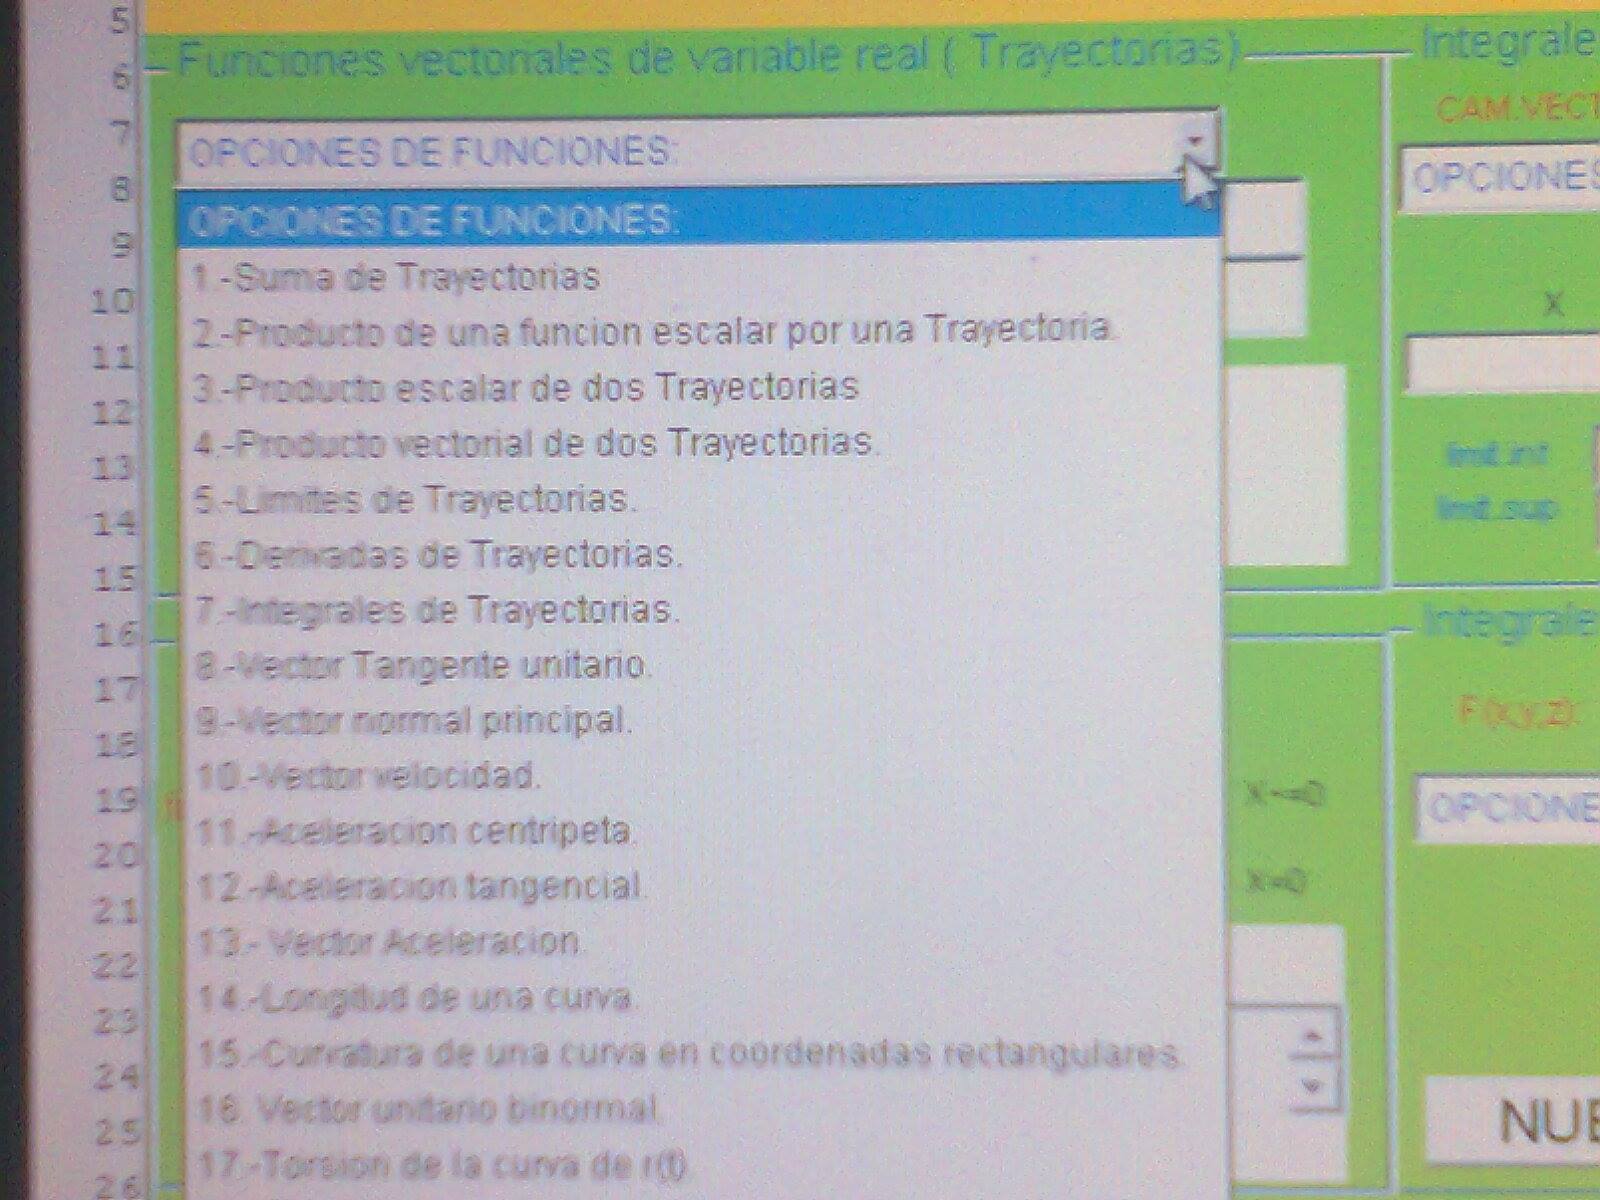 5
6
7
8
9
10
11
12
13
14
15
16
17
18
19
20
21
22
23
24
25
26
Funciones vectoriales de variable real ( Trayectorias)
OPCIONES DE FUNCIONES:
OPCIONES DE FUNCIONES:
1.-Suma de Trayectorias
2.-Producto de una funcion escalar por una Trayectoria.
3.-Producto escalar de dos Trayectorias
4.-Producto vectorial de dos Trayectorias.
5.-Limites de Trayectorias.
6.-Derivadas de Trayectorias.
7.-Integrales de Trayectorias.
8.-Vector Tangente unitario.
9.-Vector normal principal.
10.-Vector velocidad.
11.-Aceleracion centripeta.
12.-Aceleracion tangencial.
13.- Vector Aceleracion.
14.-Longitud de una curva.
15.-Curvatura de una curva en coordenadas rectangulares.
16. Vector unitario binormal.
17.-Torsion de la curva de r(t)
X~=0
X=0
Integrale
CAM.VECT
OPCIONES
X
limit.inf
limit.sup
Integrale
F(x,y,z):
OPCIONE
NUE